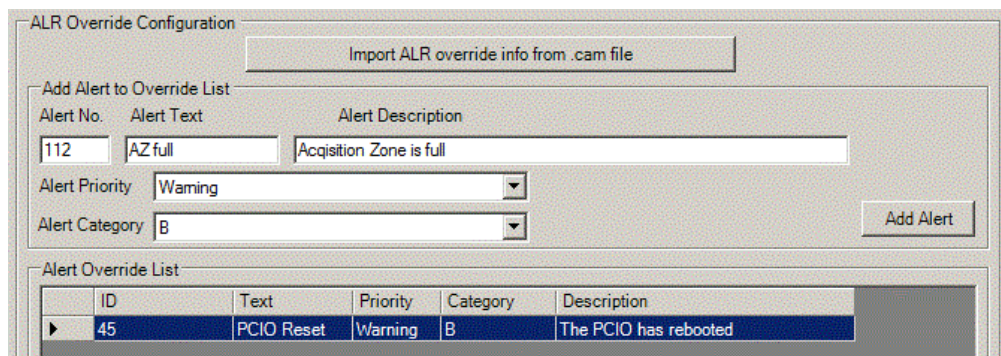 ALR Override Configuration
Import ALR override info from .cam file
Add Alert to Override List
Alert No. Alert Text Alert Description
112 AZ full Acqisition Zone is full
Alert Priority Warning
Alert Category B
Add Alert
Alert Override List
ID Text Priority Category Description
45 PCIO Reset Warning B The PCIO has rebooted